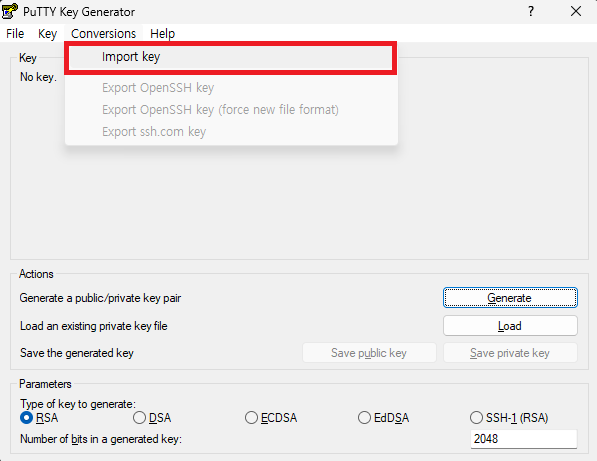 PuTTY Key Generator
File Key Conversions Help
Import key
Export OpenSSH key
Export OpenSSH key (force new file format)
Export ssh.com key
Key
No key.
Actions
Generate a public/private key pair
Generate
Load an existing private key file
Load
Save the generated key
Save public key
Save private key
Parameters
Type of key to generate:
RSA DSA ECDSA EdDSA SSH-1 (RSA)
Number of bits in a generated key:
2048